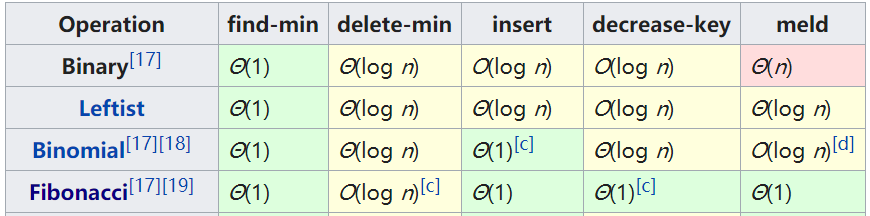 Operation find-min delete-min insert decrease-key meld
Binary[17] Θ(1) Θ(log n) O(log n) O(log n) Θ(n)
Leftist Θ(1) Θ(log n) Θ(log n) O(log n) Θ(log n)
Binomial[17][18] Θ(1) Θ(log n) Θ(1)[c] Θ(log n) O(log n)[d]
Fibonacci[17][19] Θ(1) O(log n)[c] Θ(1) Θ(1)[c] Θ(1)